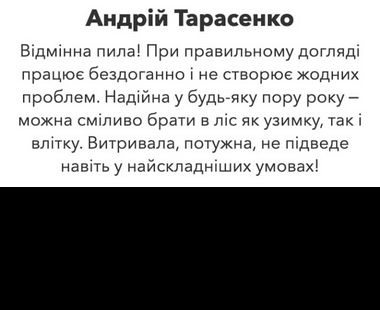 Андрій Тарасенко
Відмінна пила! При правильному догляді
працює бездоганно і не створює жодних
проблем. Надійна у будь-яку пору року –
можна сміливо брати в ліс як узимку, так і
влітку. Витривала, потужна, не підведе
навіть у найскладніших умовах!